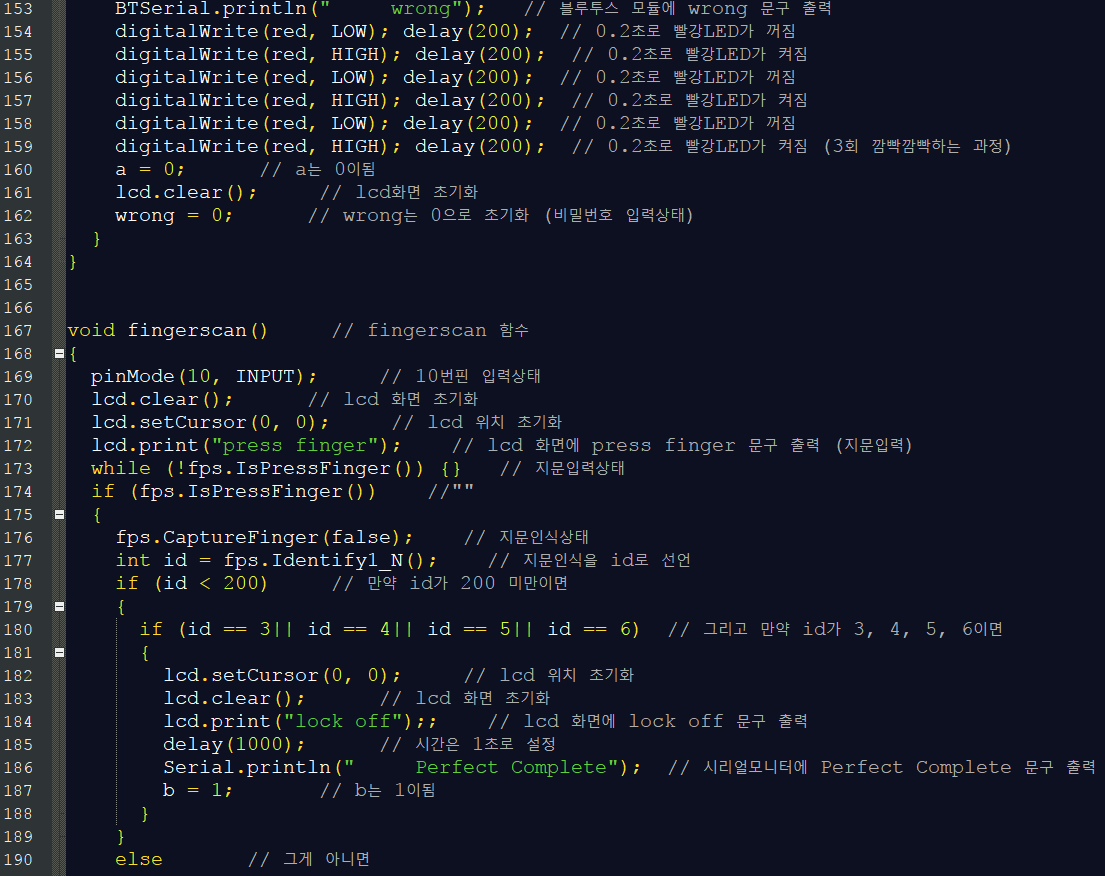 153 BTSerial.println("     wrong");   // 블루투스 모듈에 wrong 문구 출력
154 digitalWrite(red, LOW); delay(200);  // 0.2초로 빨강LED가 꺼짐
155 digitalWrite(red, HIGH); delay(200);  // 0.2초로 빨강LED가 켜짐
156 digitalWrite(red, LOW); delay(200);  // 0.2초로 빨강LED가 꺼짐
157 digitalWrite(red, HIGH); delay(200);  // 0.2초로 빨강LED가 켜짐
158 digitalWrite(red, LOW); delay(200);  // 0.2초로 빨강LED가 꺼짐
159 digitalWrite(red, HIGH); delay(200);  // 0.2초로 빨강LED가 켜짐 (3회 깜빡깜빡하는 과정)
160 a = 0;      // a는 0이됨
161 lcd.clear();     // lcd화면 초기화
162 wrong = 0;      // wrong는 0으로 초기화 (비밀번호 입력상태)
163 }
164 }
165
166
167 void fingerscan()     // fingerscan 함수
168 {
169 pinMode(10, INPUT);     // 10번핀 입력상태
170 lcd.clear();      // lcd 화면 초기화
171 lcd.setCursor(0, 0);     // lcd 위치 초기화
172 lcd.print("press finger");    // lcd 화면에 press finger 문구 출력 (지문입력)
173 while (!fps.IsPressFinger()) {}   // 지문입력상태
174 if (fps.IsPressFinger())    //""
175 {
176 fps.CaptureFinger(false);    // 지문인식상태
177 int id = fps.Identify1_N();    // 지문인식을 id로 선언
178 if (id < 200)     // 만약 id가 200 미만이면
179 {
180 if (id == 3|| id == 4|| id == 5|| id == 6)  // 그리고 만약 id가 3, 4, 5, 6이면
181 {
182 lcd.setCursor(0, 0);     // lcd 위치 초기화
183 lcd.clear();      // lcd 화면 초기화
184 lcd.print("lock off");;    // lcd 화면에 lock off 문구 출력
185 delay(1000);      // 시간은 1초로 설정
186 Serial.println("     Perfect Complete");  // 시리얼모니터에 Perfect Complete 문구 출력
187 b = 1;       // b는 1이됨
188 }
189 }
190 else       // 그게 아니면